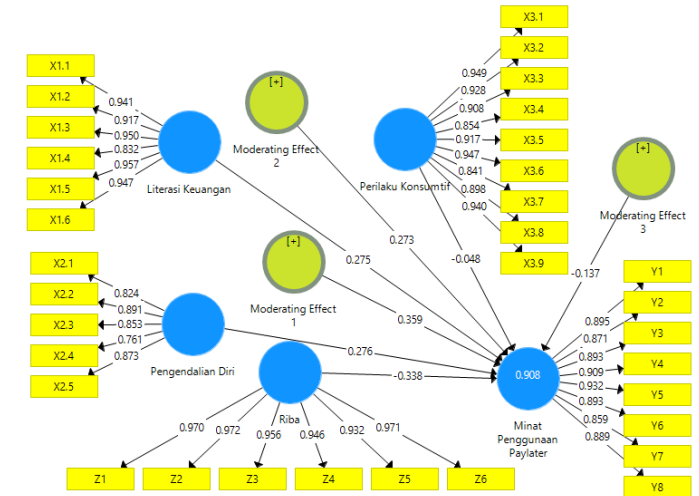 X3.1
X3.2
X3.3
X3.4
X3.5
X3.6
X3.7
X3.8
X3.9
0.949
0.928
0.908
0.854
0.917
0.947
0.841
0.898
0.940
Perilaku Konsumtif
X1.1
X1.2
X1.3
X1.4
X1.5
X1.6
0.941
0.917
0.950
0.832
0.957
0.947
Literasi Keuangan
[+]
Moderating Effect
2
[+]
Moderating Effect
3
[+]
Moderating Effect
1
0.273
0.275
-0.048
-0.137
0.359
0.276
-0.338
X2.1
X2.2
X2.3
X2.4
X2.5
0.824
0.891
0.853
0.761
0.873
Pengendalian Diri
Riba
0.970
0.972
0.956
0.946
0.932
0.971
Z1
Z2
Z3
Z4
Z5
Z6
0.908
Minat
Penggunaan
Paylater
0.895
0.871
0.893
0.909
0.932
0.893
0.859
0.889
Y1
Y2
Y3
Y4
Y5
Y6
Y7
Y8